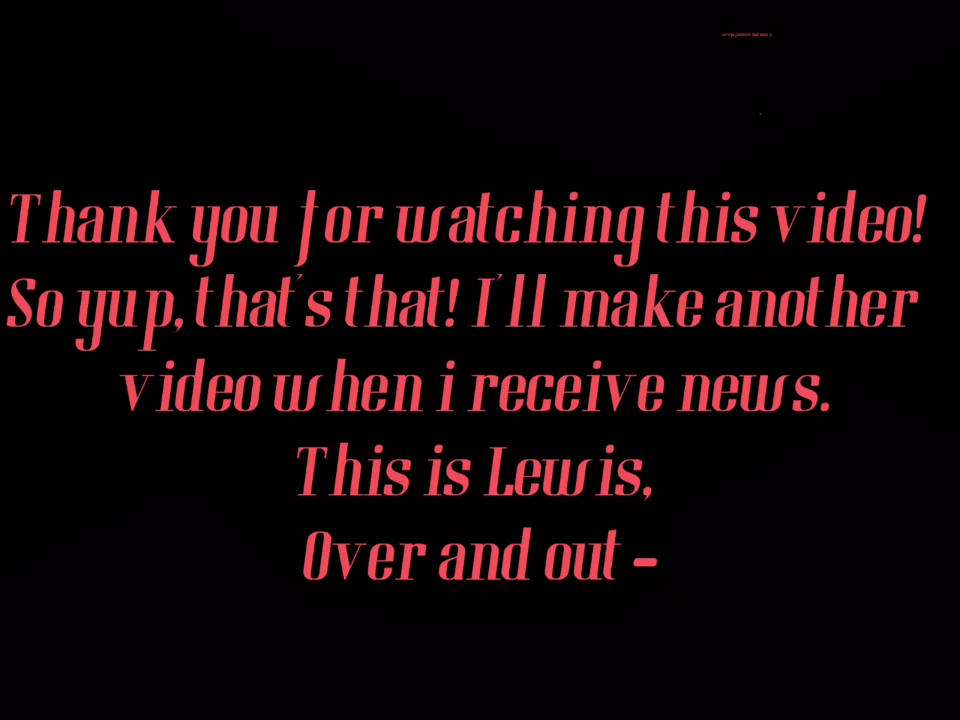 Thank you for watching this video!
So yup, that's that! I'll make another
video when i receive news.
This is Lewis,
Over and out -